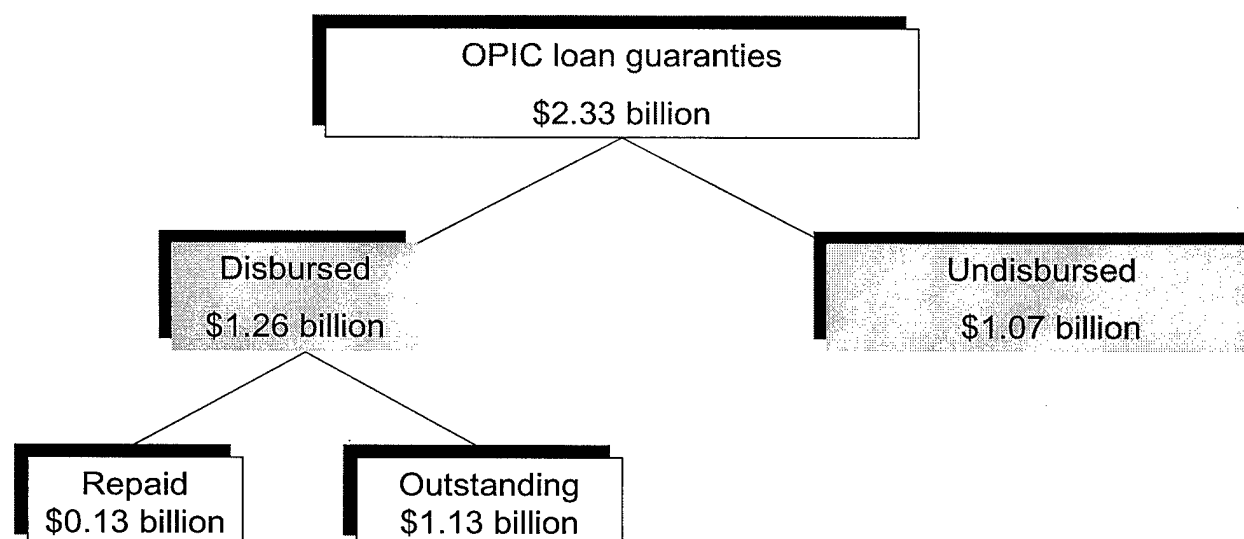 OPIC loan guaranties
$2.33 billion
Disbursed
$1.26 billion
Undisbursed
$1.07 billion
Repaid
$0.13 billion
Outstanding
$1.13 billion